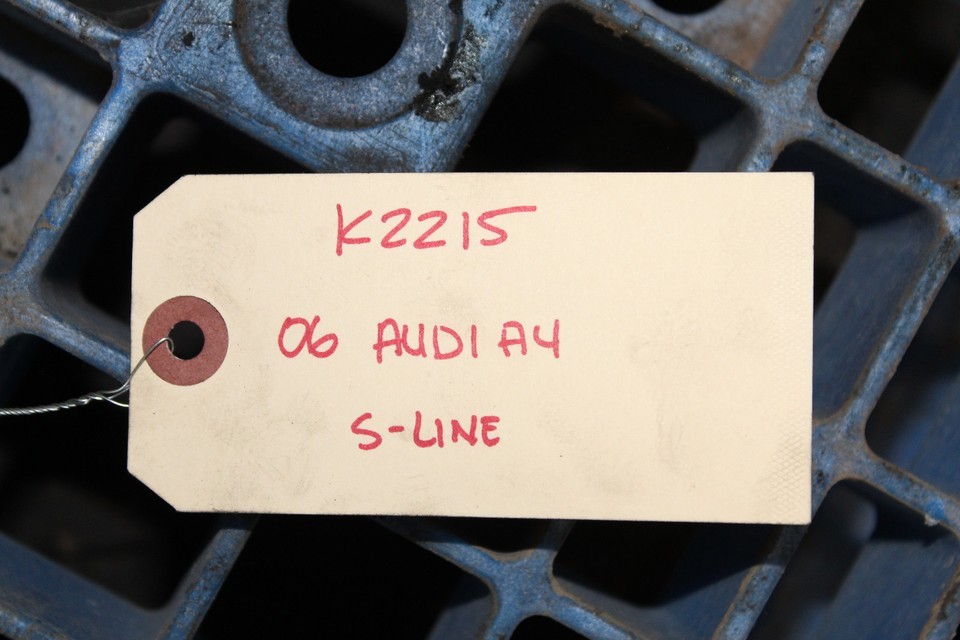 K2215
06 AUDI A4
S-LINE